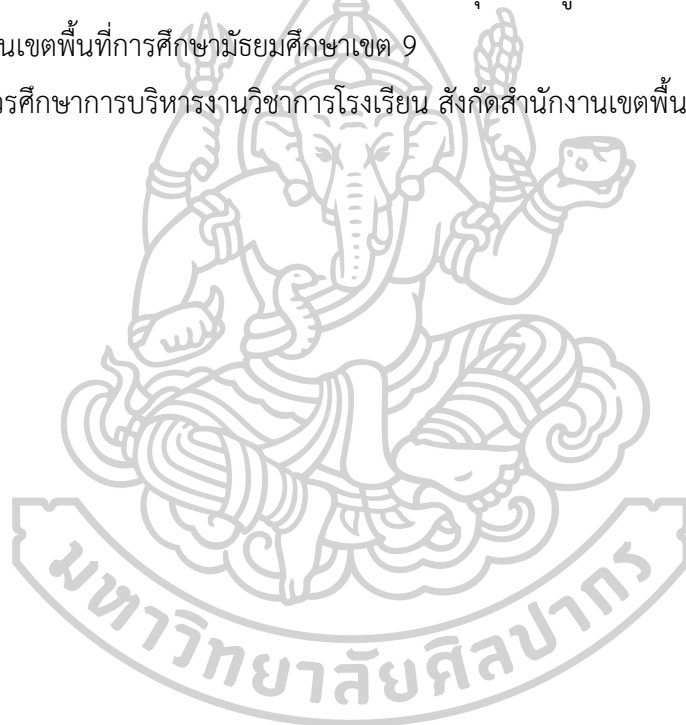 นเขตพื้นที่การศึกษามัธยมศึกษาเขต 9
วรศึกษาการบริหารงานวิชาการโรงเรียน สังกัดสำนักงานเขตพื้น
มหาวิทยาลัยศิลปากร